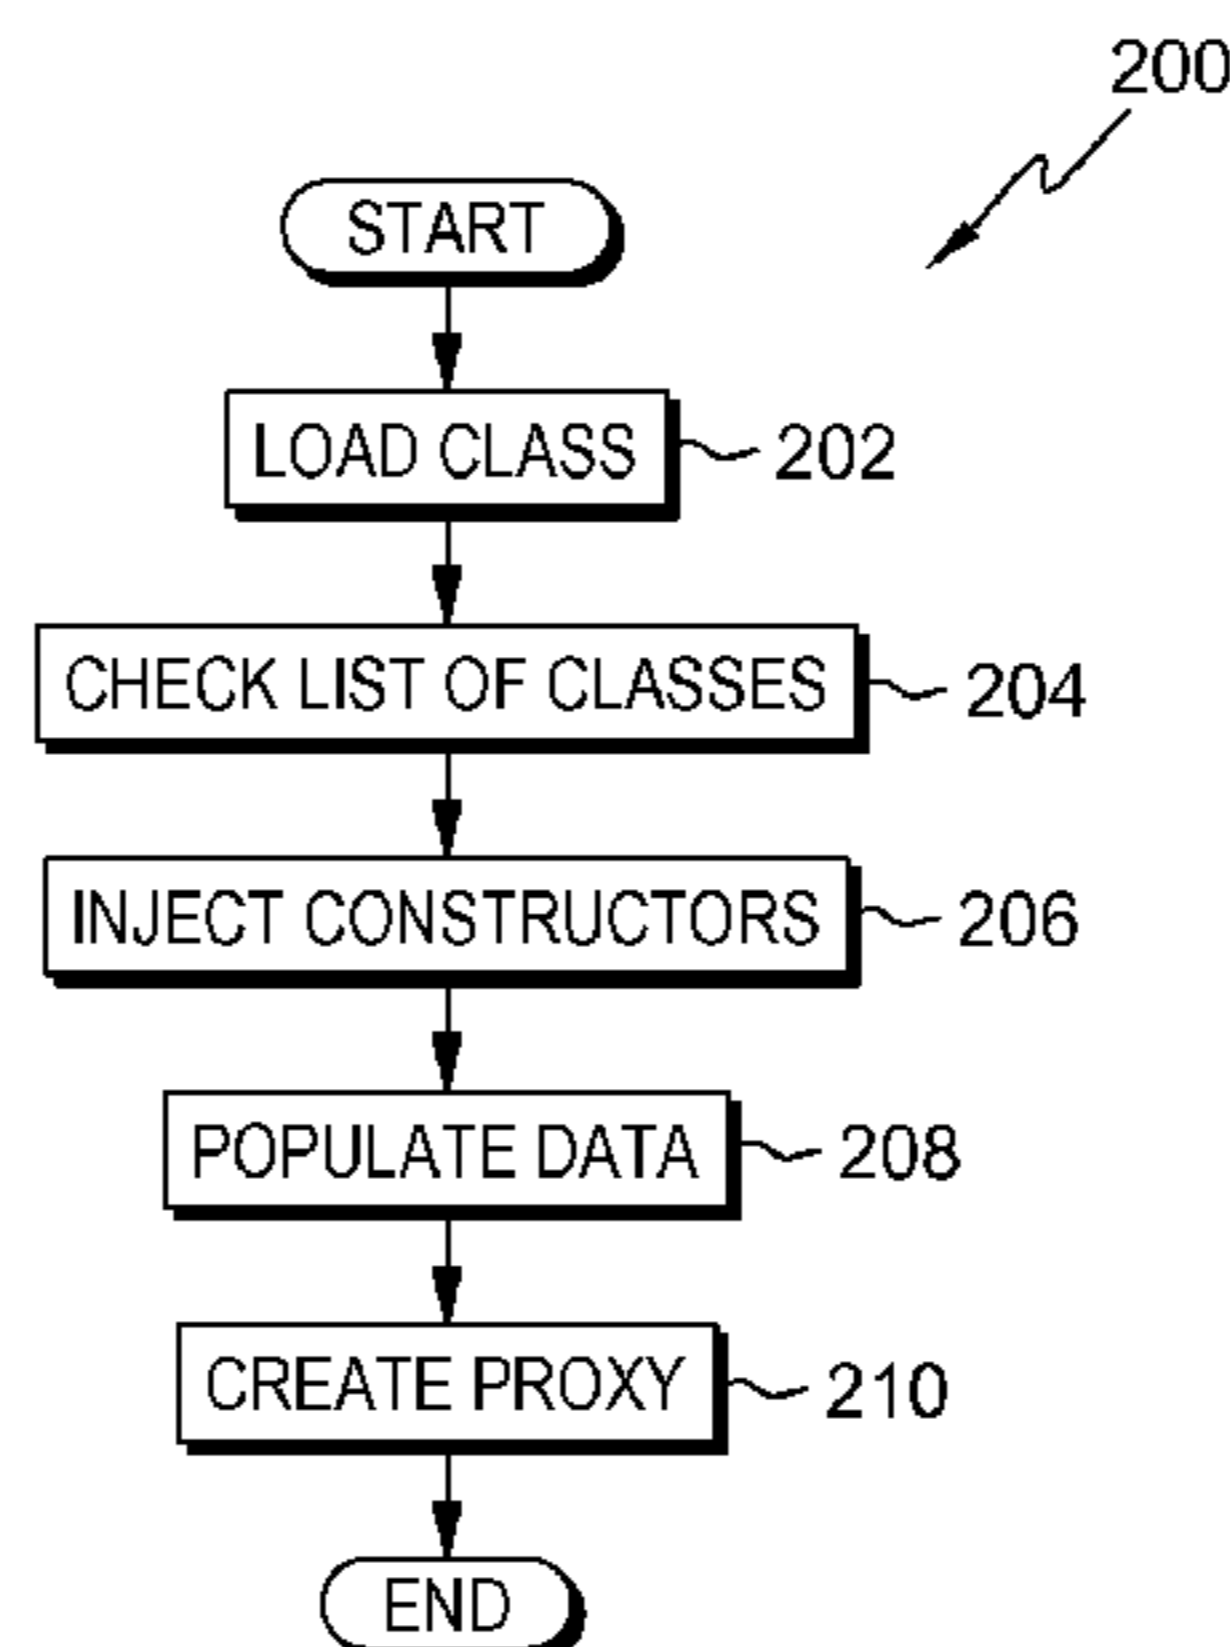 200
START
LOAD CLASS 202
CHECK LIST OF CLASSES 204
INJECT CONSTRUCTORS 206
POPULATE DATA 208
CREATE PROXY 210
END